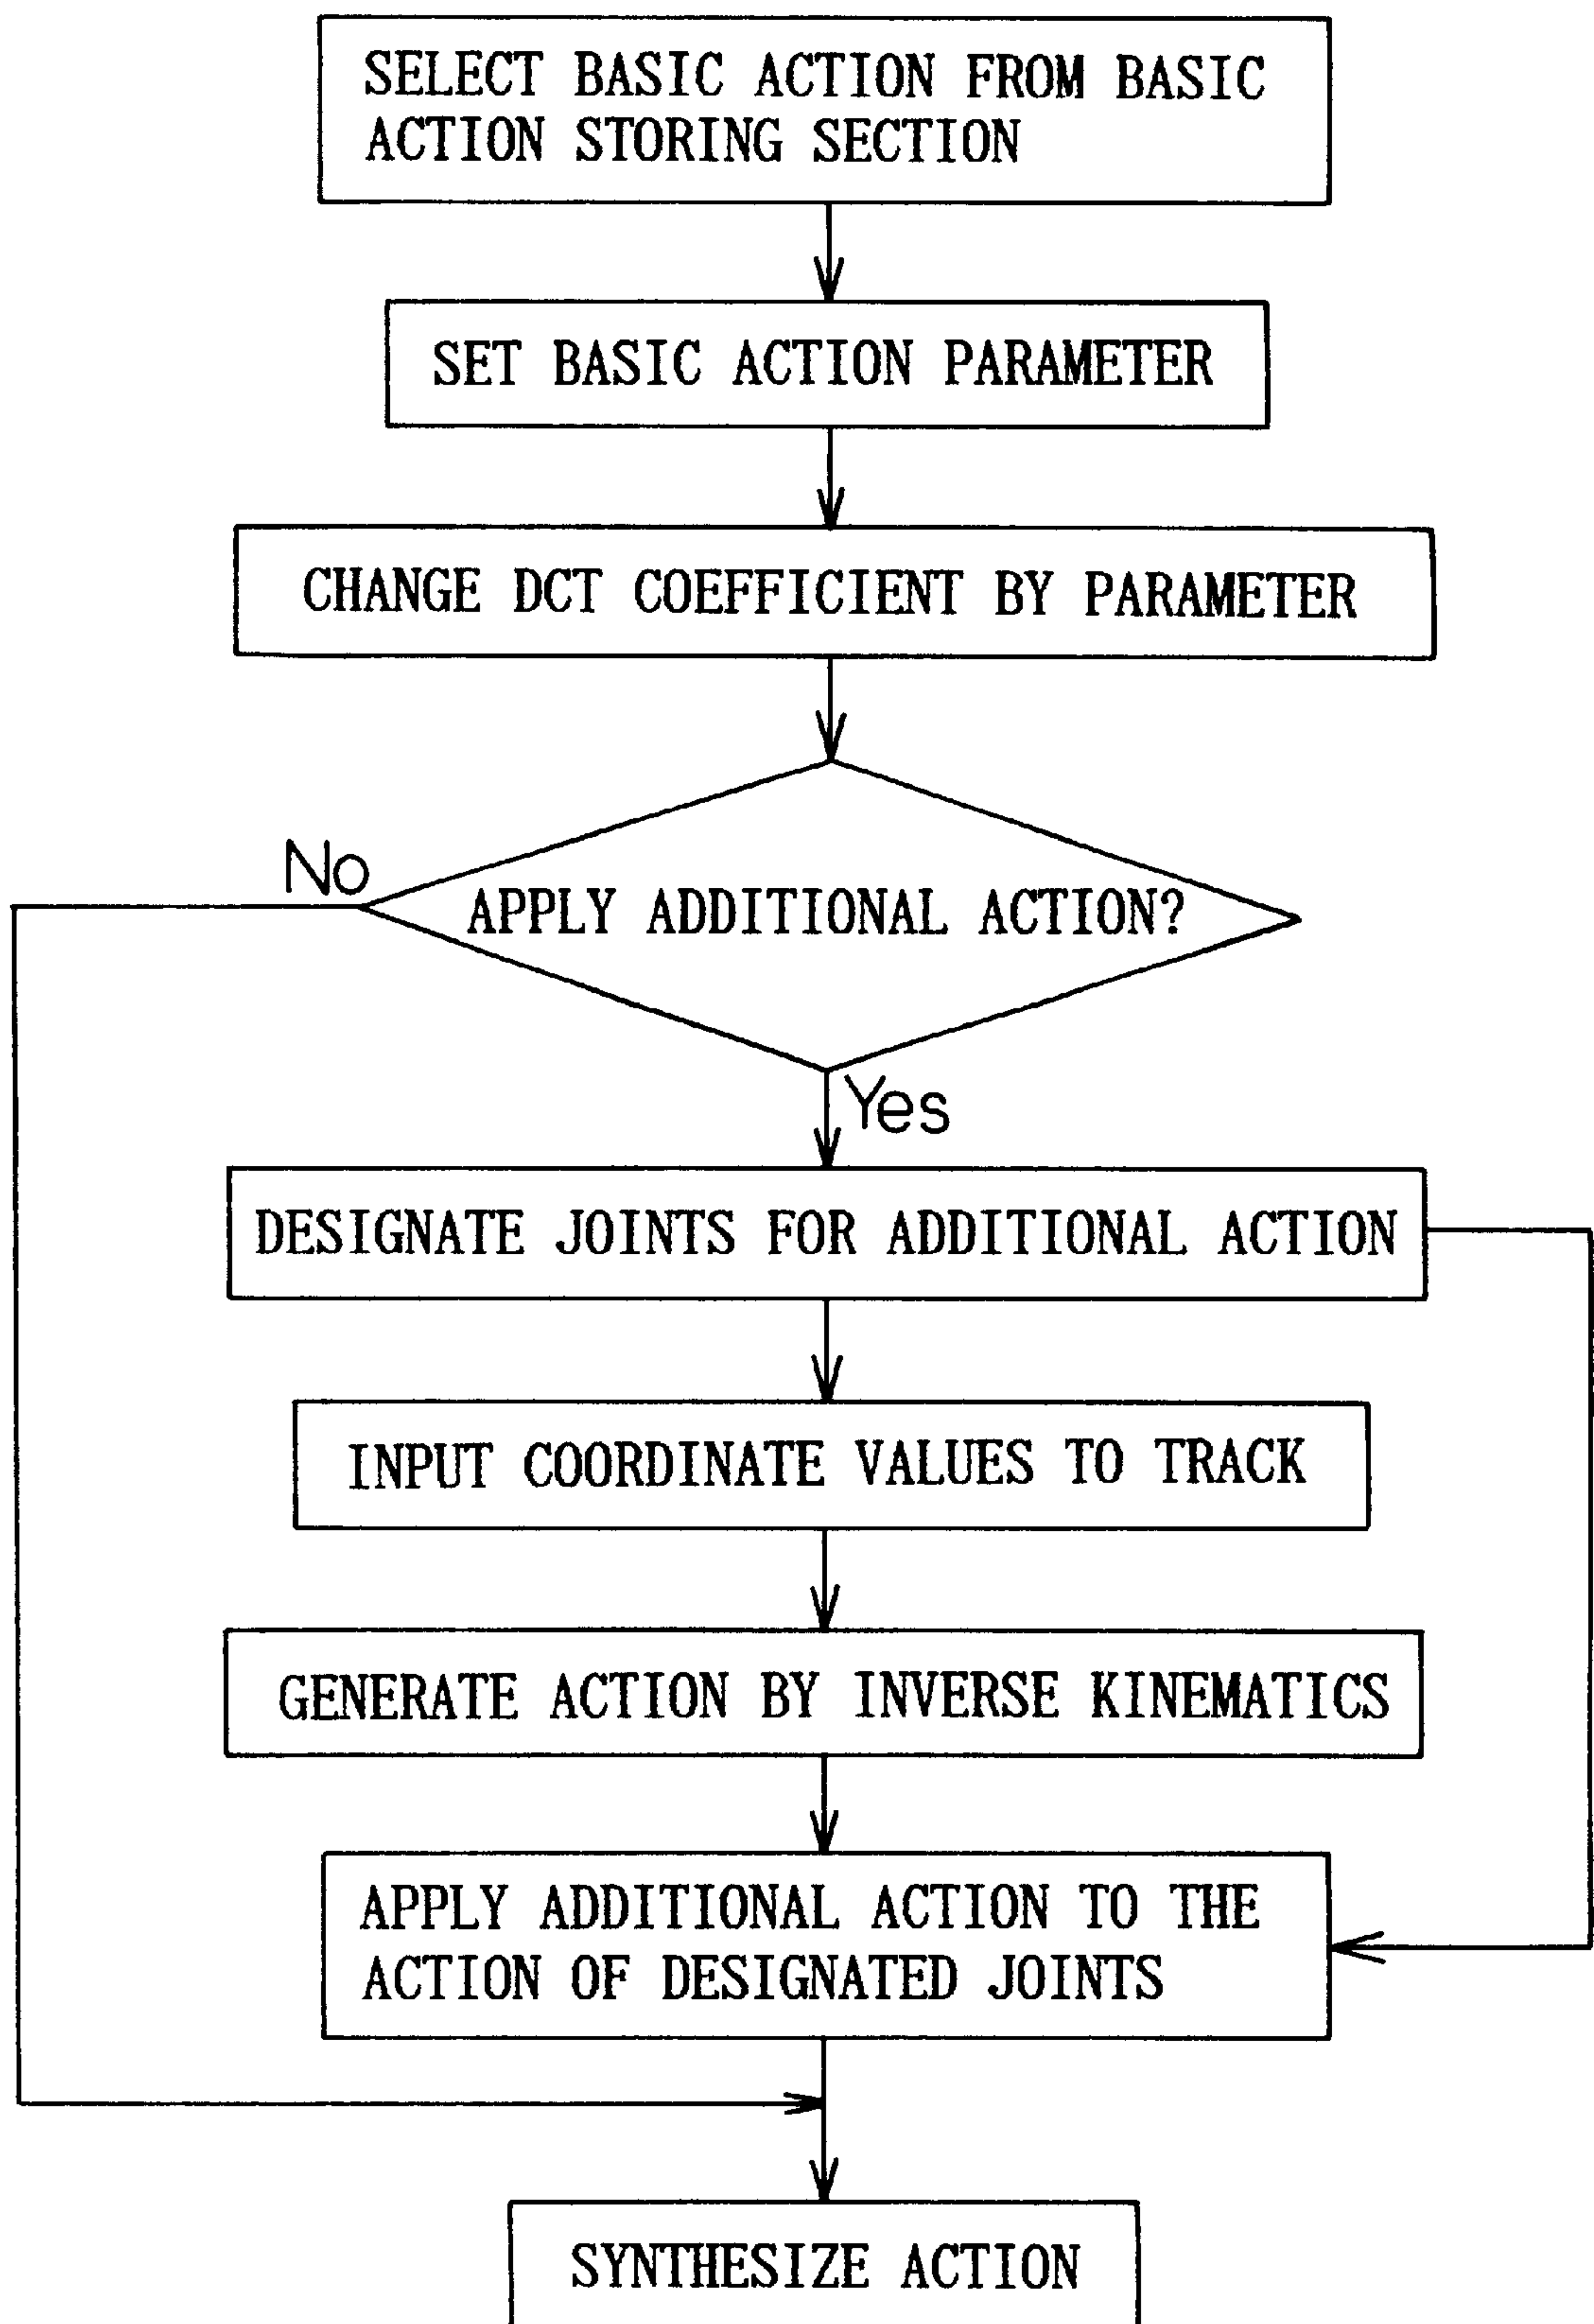 SELECT BASIC ACTION FROM BASIC
ACTION STORING SECTION
SET BASIC ACTION PARAMETER
CHANGE DCT COEFFICIENT BY PARAMETER
No
APPLY ADDITIONAL ACTION?
Yes
DESIGNATE JOINTS FOR ADDITIONAL ACTION
INPUT COORDINATE VALUES TO TRACK
GENERATE ACTION BY INVERSE KINEMATICS
APPLY ADDITIONAL ACTION TO THE
ACTION OF DESIGNATED JOINTS
SYNTHESIZE ACTION